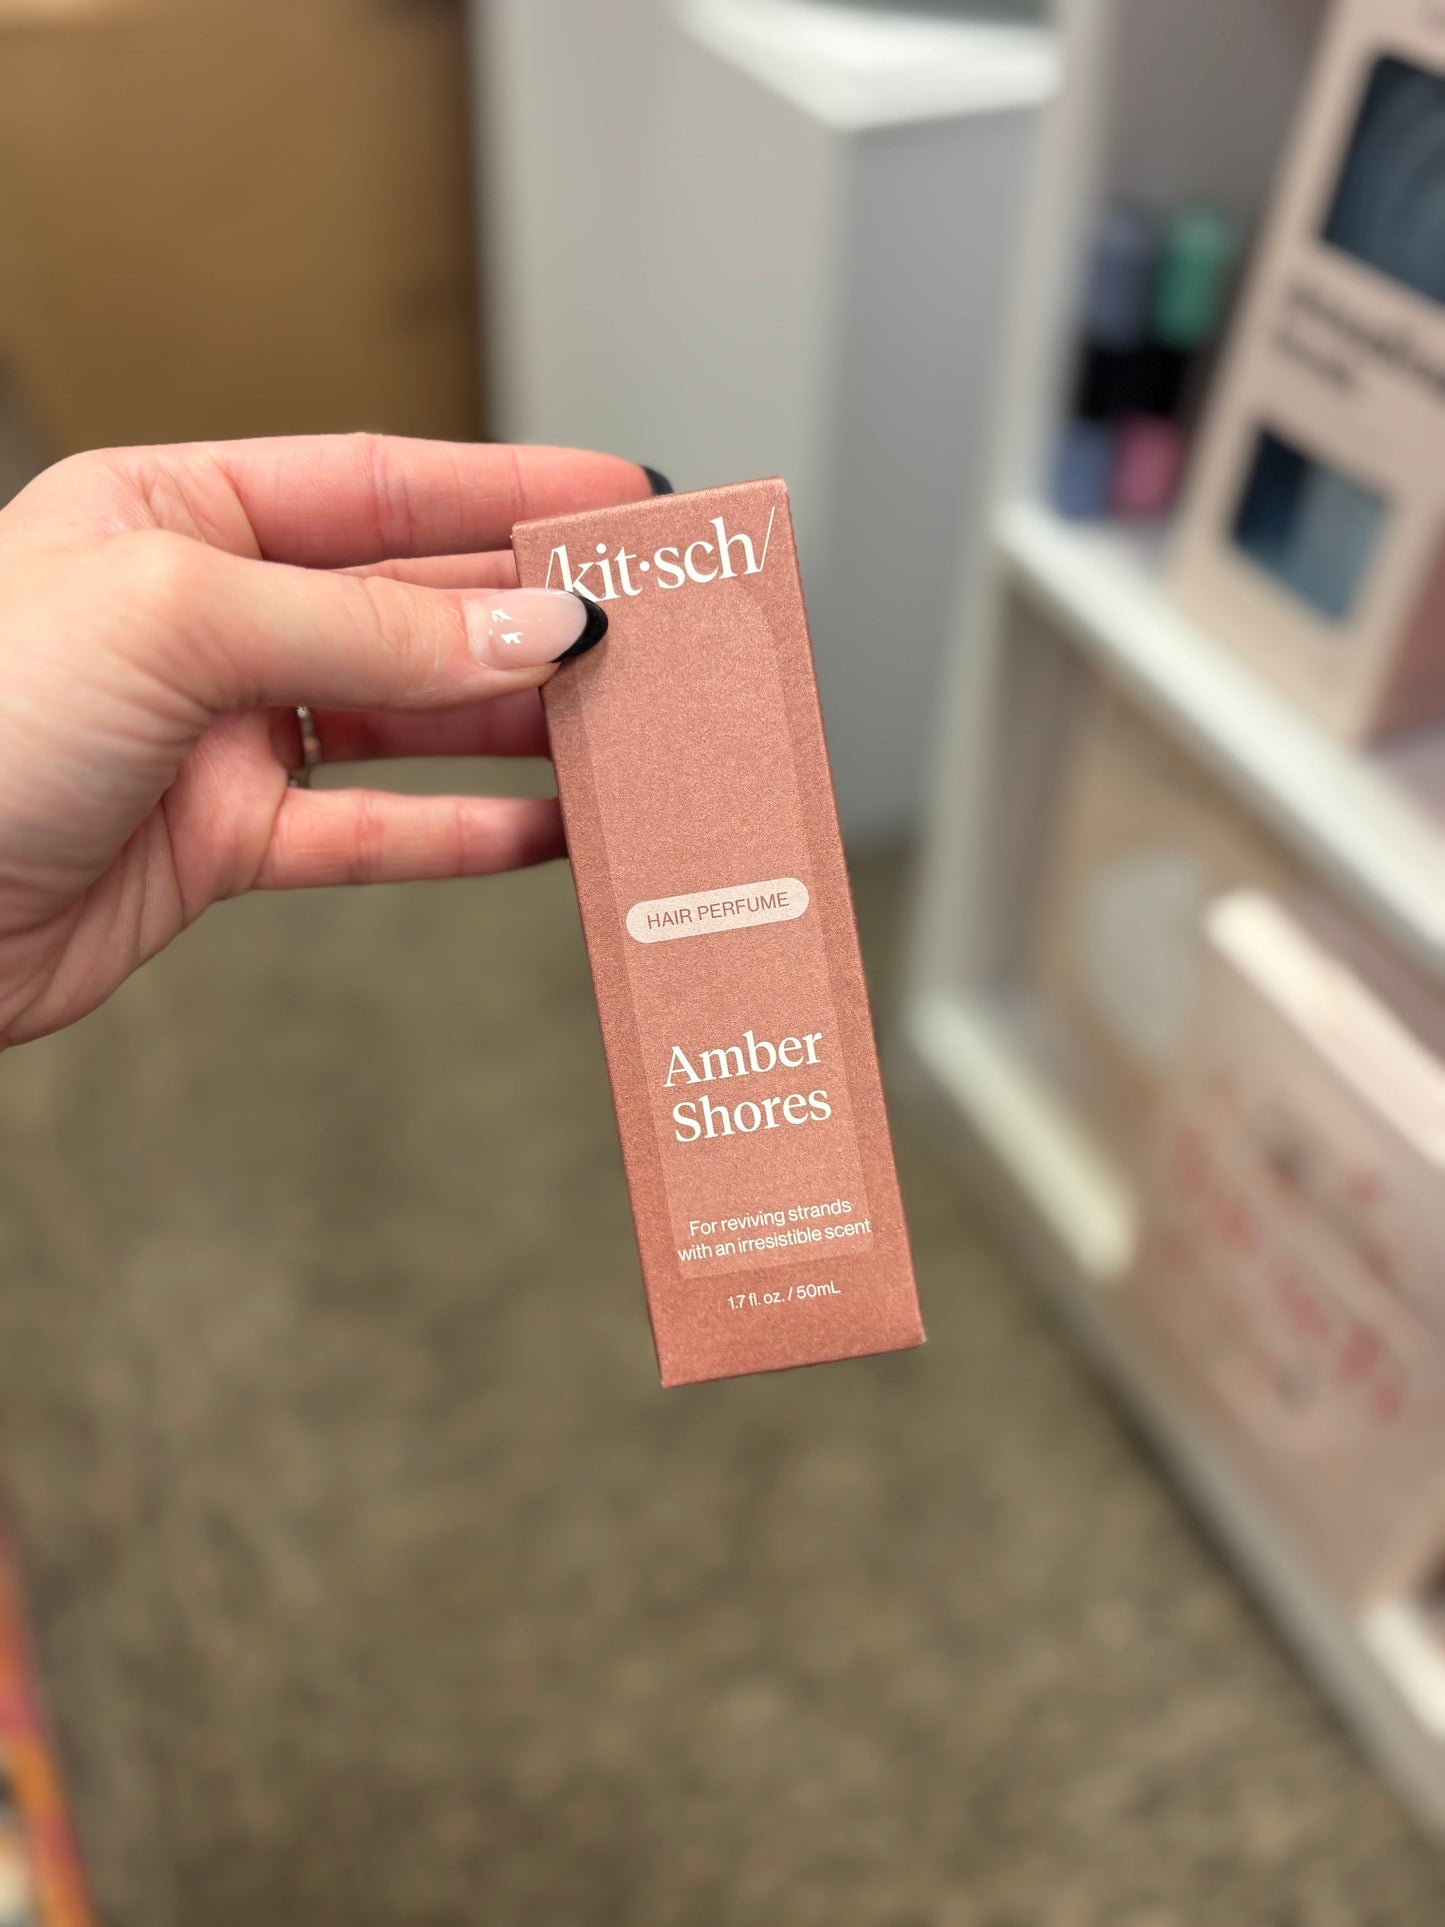 /kit·sch/
HAIR PERFUME
Amber
Shores
For reviving strands
with an irresistible scent
1.7 fl. oz. / 50mL